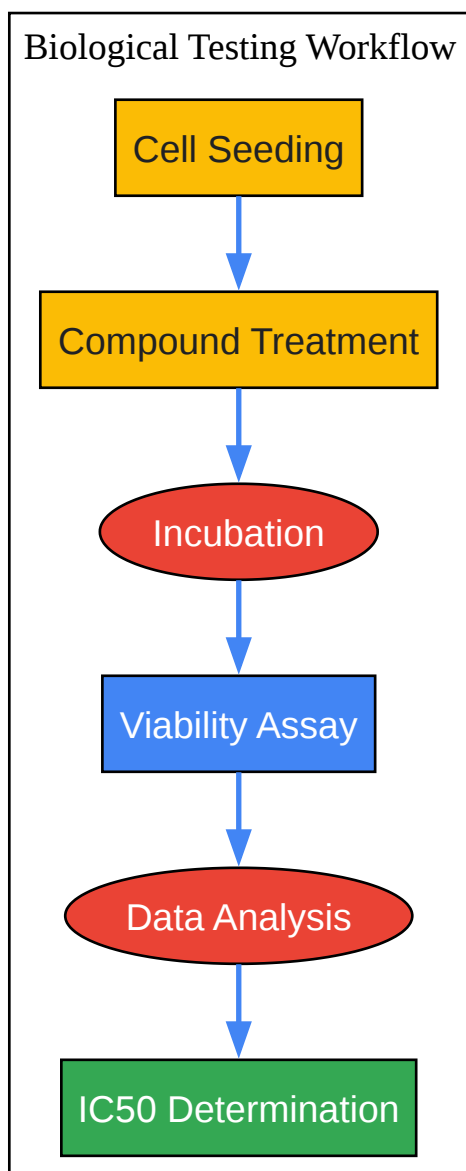 Biological Testing Workflow
Cell Seeding
Compound Treatment
Incubation
Viability Assay
Data Analysis
IC50 Determination